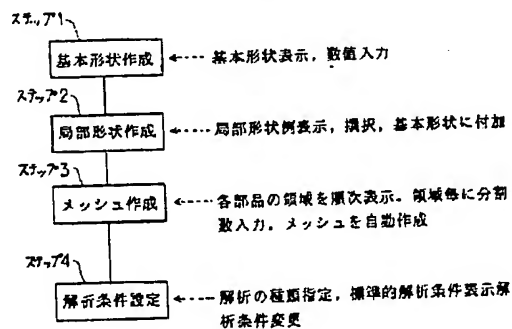 ステップ1
基本形状作成
基本形状表示，数値入力
ステップ2
局部形状作成
局部形状例表示，選択，基本形状に付加
ステップ3
メッシュ作成
各部品の領域を順次表示。領域毎に分割
数入力，メッシュを自動作成
ステップ4
解析条件設定
解析の種類指定，標準的解析条件表示解
析条件変更